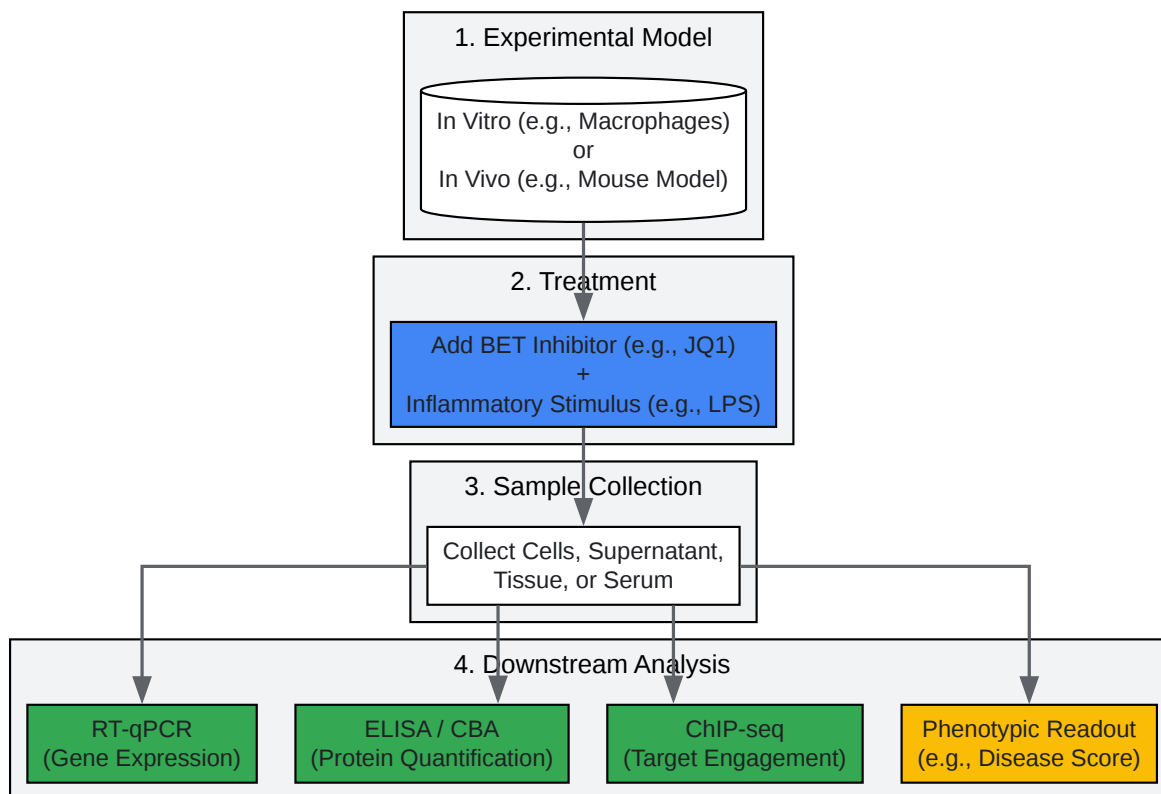 1. Experimental Model
In Vitro (e.g., Macrophages)
or
In Vivo (e.g., Mouse Model)
2. Treatment
Add BET Inhibitor (e.g., JQ1)
+
Inflammatory Stimulus (e.g., LPS)
3. Sample Collection
Collect Cells, Supernatant,
Tissue, or Serum
4. Downstream Analysis
RT-qPCR
(Gene Expression)
ELISA / CBA
(Protein Quantification)
ChIP-seq
(Target Engagement)
Phenotypic Readout
(e.g., Disease Score)